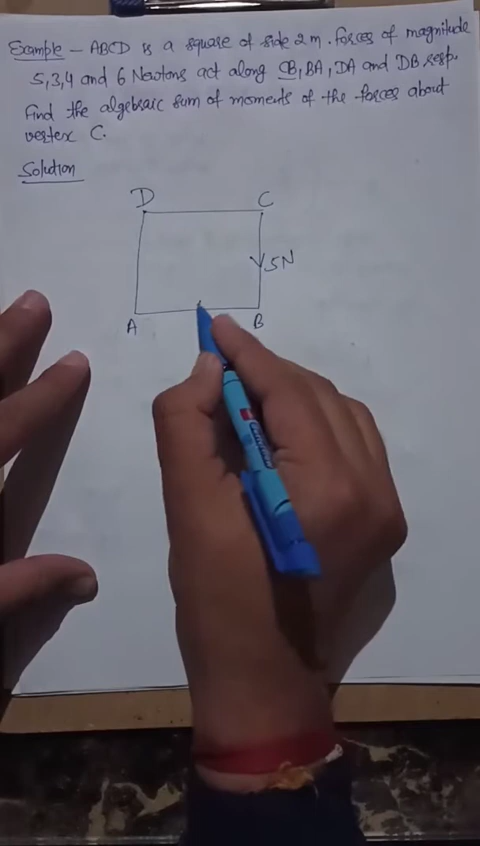 Example - ABCD is a square of side 2 m. Forces of magnitude
5,3,4 and 6 Newtons act along CB, BA, DA and DB resp.
Find the algebraic sum of moments of the forces about
vertex C.
Solution
D C
5N
A B